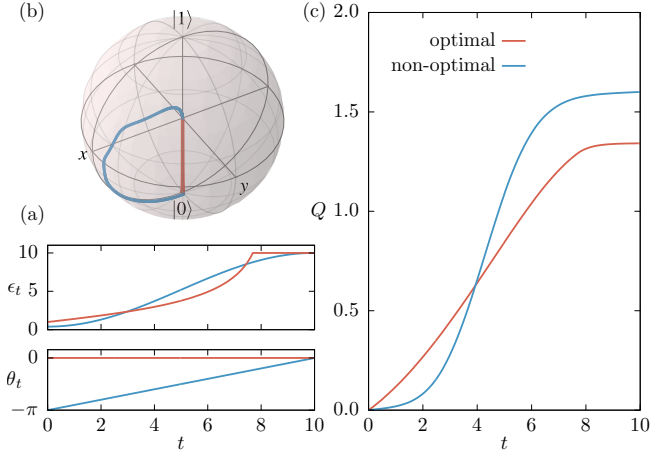 (b)
|1⟩
x
y
|0⟩
(a)
10
ϵt 5
0
0
θt
−π
0 2 4 6 8 10
t
(c)
2.0
optimal
non-optimal
1.5
Q
1.0
0.5
0.0
0 2 4 6 8 10
t